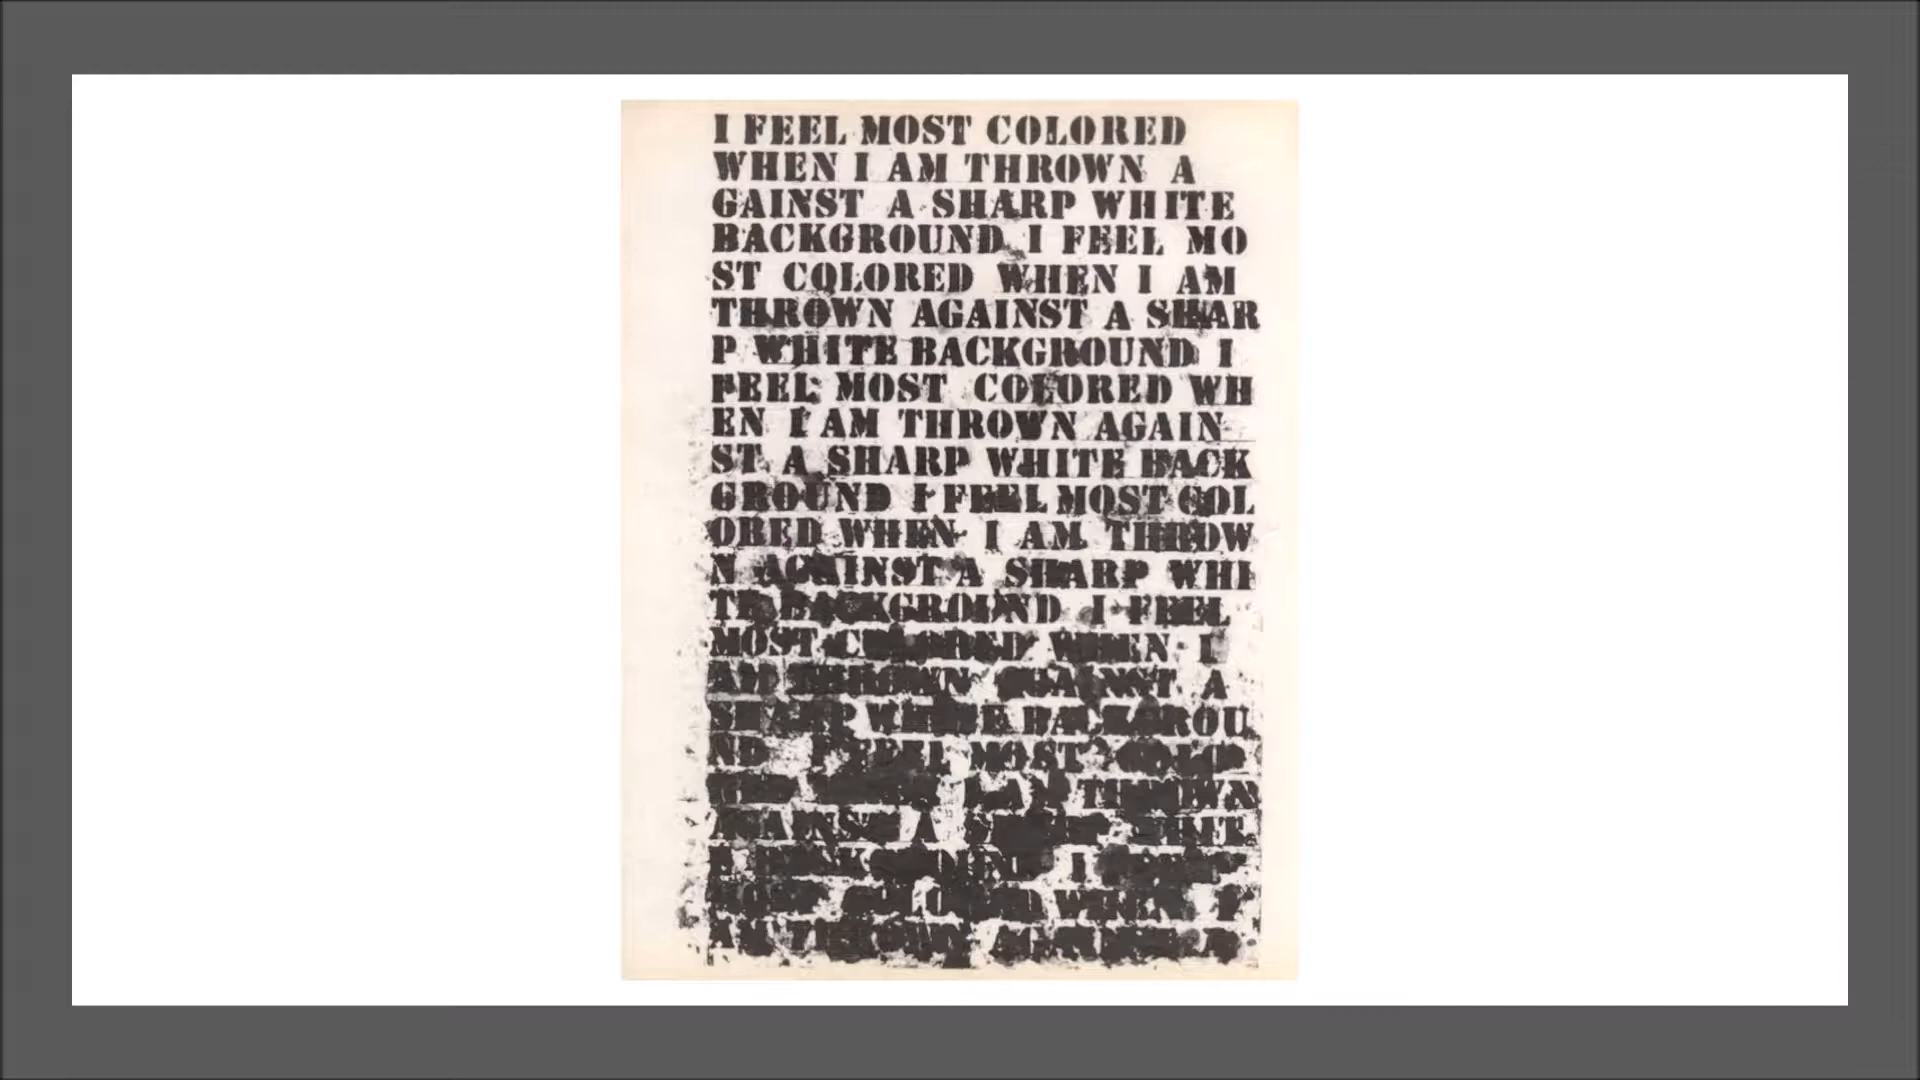 I FEEL MOST COLORED
WHEN I AM THROWN A
GAINST A SHARP WHITE
BACKGROUND I FEEL MO
ST COLORED WHEN I AM
THROWN AGAINST A SHAR
P WHITE BACKGROUND I
FEEL MOST COLORED WH
EN I AM THROWN AGAIN
ST A SHARP WHITE BACK
GROUND I FEEL MOST COL
ORED WHEN I AM THROW
N AGAINST A SHARP WHI
TE BACKGROUND I FEEL
MOST COLORED WHEN I
AM THROWN AGAINST A
SHARP WHITE BACKGROU
ND I FEEL MOST COLOR
I AM THROWN
AGAINST A
I
WHEN I
AM THROWN AGAINST A